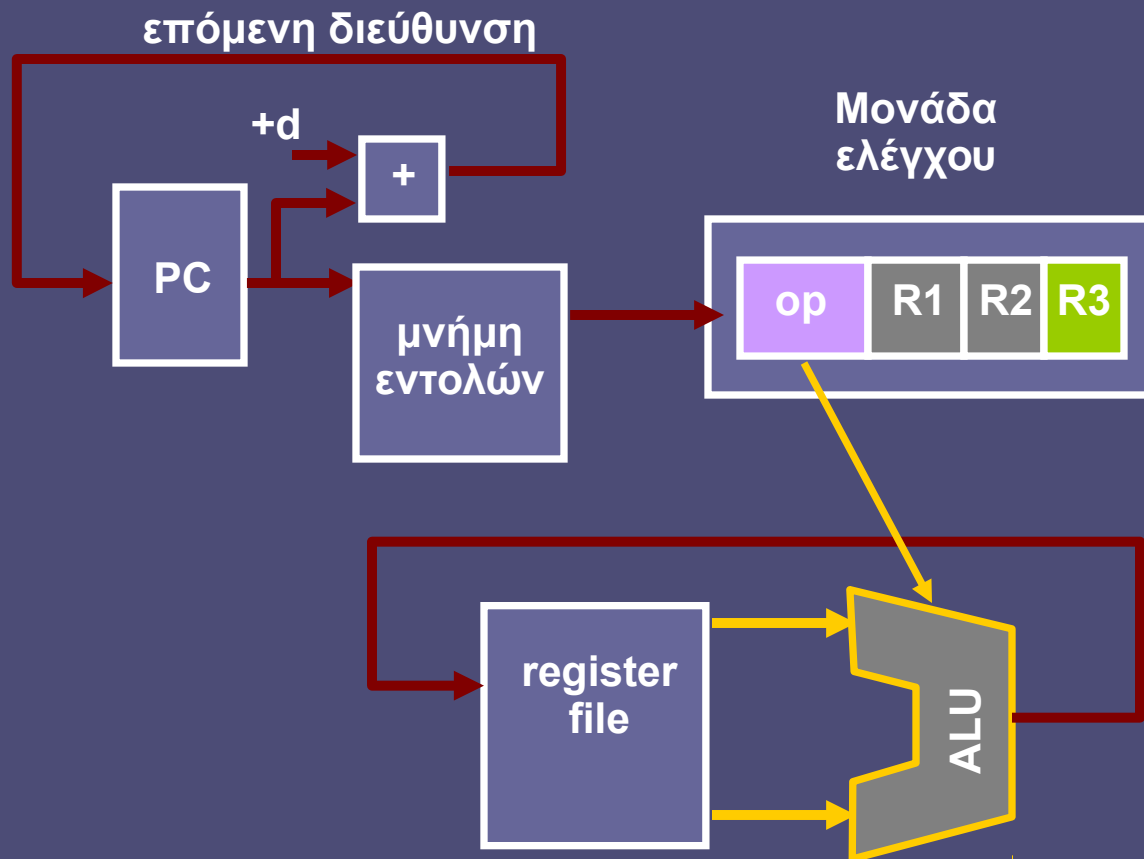 επόμενη διεύθυνση
+d
+
Μονάδα
ελέγχου
PC
op R1 R2 R3
μνήμη
εντολών
register
file
ALU